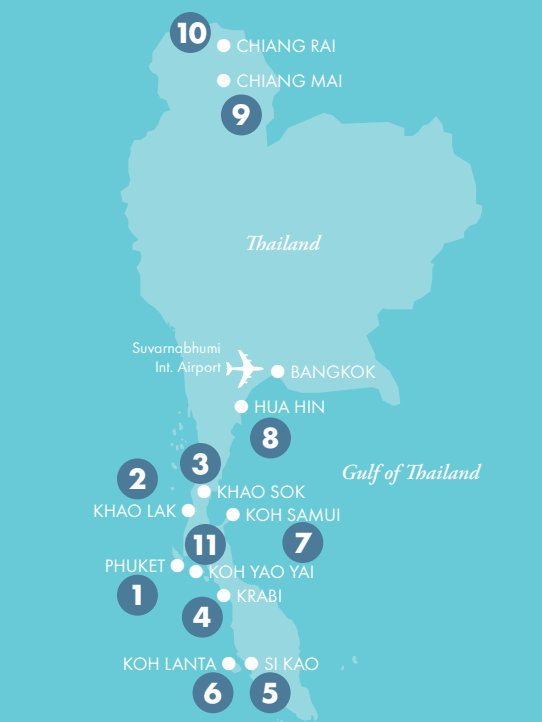 10
CHIANG RAI
CHIANG MAI
9
Thailand
Suvarnabhumi
Int. Airport
BANGKOK
HUA HIN
8
3
2
Gulf of Thailand
KHAO SOK
KHAO LAK
KOH SAMUI
7
11
PHUKET
KOH YAO YAI
1
KRABI
4
KOH LANTA
SI KAO
6
5